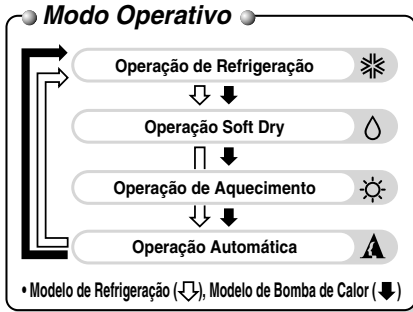 Modo Operativo
Operação de Refrigeração
Operação Soft Dry
Operação de Aquecimento
Operação Automática
• Modelo de Refrigeração (⇩), Modelo de Bomba de Calor (⬇)